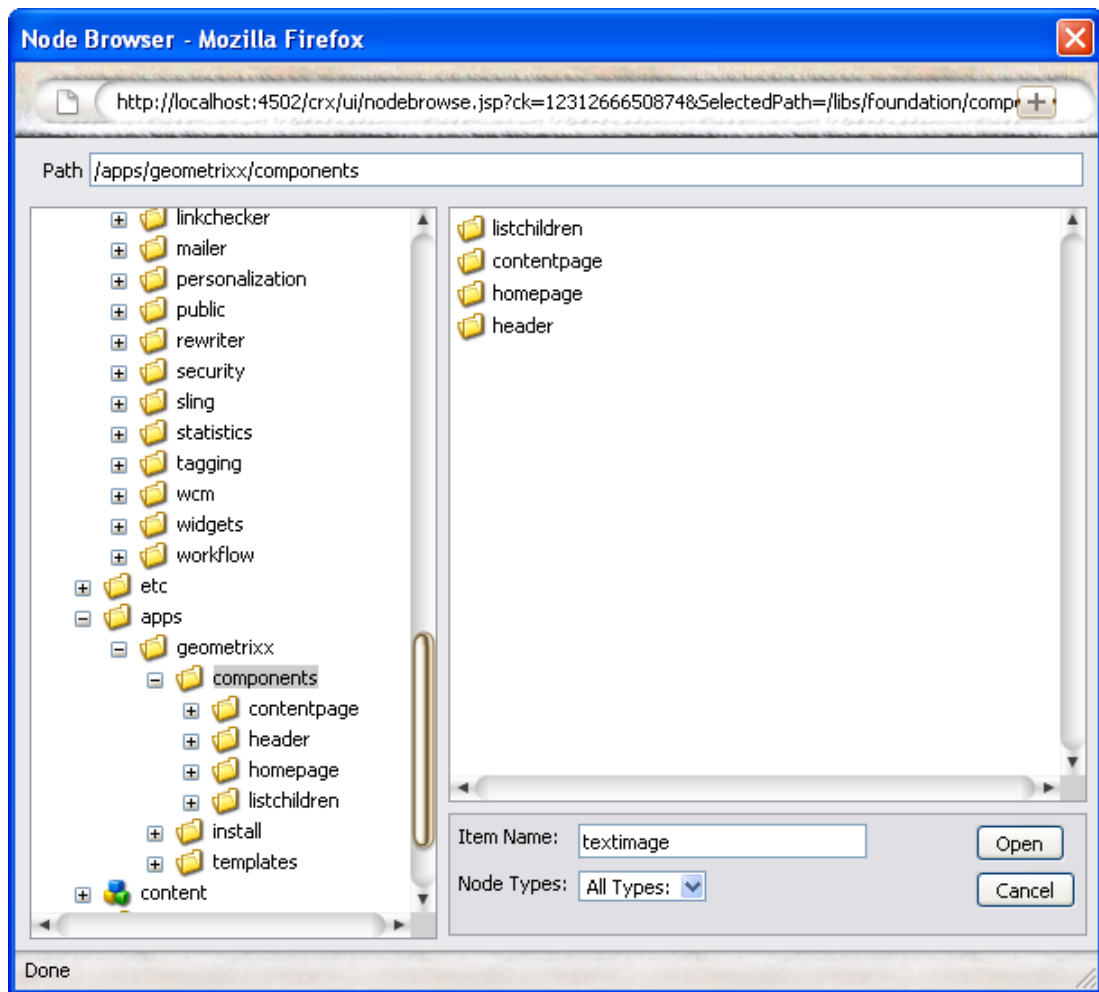 Node Browser - Mozilla Firefox
http://localhost:4502/crx/ui/nodebrowse.jsp?ck=1231266650874&SelectedPath=/libs/foundation/comp
Path /apps/geometrixx/components
linkchecker
mailer
personalization
public
rewriter
security
sling
statistics
tagging
wcm
widgets
workflow
etc
apps
geometrixx
components
contentpage
header
homepage
listchildren
install
templates
content
listchildren
contentpage
homepage
header
Item Name: textimage
Open
Node Types: All Types:
Cancel
Done